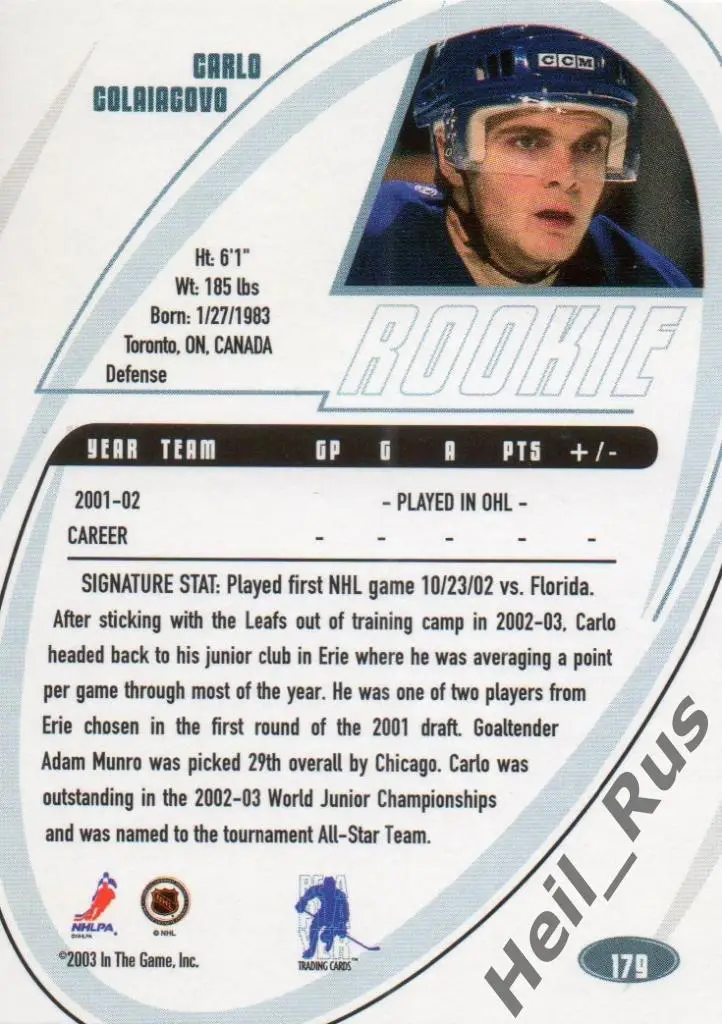 CARLO
COLAIACOVO
CCM
Ht: 6'1"
Wt: 185 lbs
Born: 1/27/1983
Toronto, ON, CANADA
Defense
ROOKIE
YEAR TEAM GP G A PTS +/-
2001-02 - PLAYED IN OHL -
CAREER - - - - -
SIGNATURE STAT: Played first NHL game 10/23/02 vs. Florida.
After sticking with the Leafs out of training camp in 2002-03, Carlo
headed back to his junior club in Erie where he was averaging a point
per game through most of the year. He was one of two players from
Erie chosen in the first round of the 2001 draft. Goaltender
Adam Munro was picked 29th overall by Chicago. Carlo was
outstanding in the 2002-03 World Junior Championships
and was named to the tournament All-Star Team.
NHLPA
©NHLPA
© NHL
TRADING CARDS
©2003 In The Game, Inc.
179
Heil_Rus